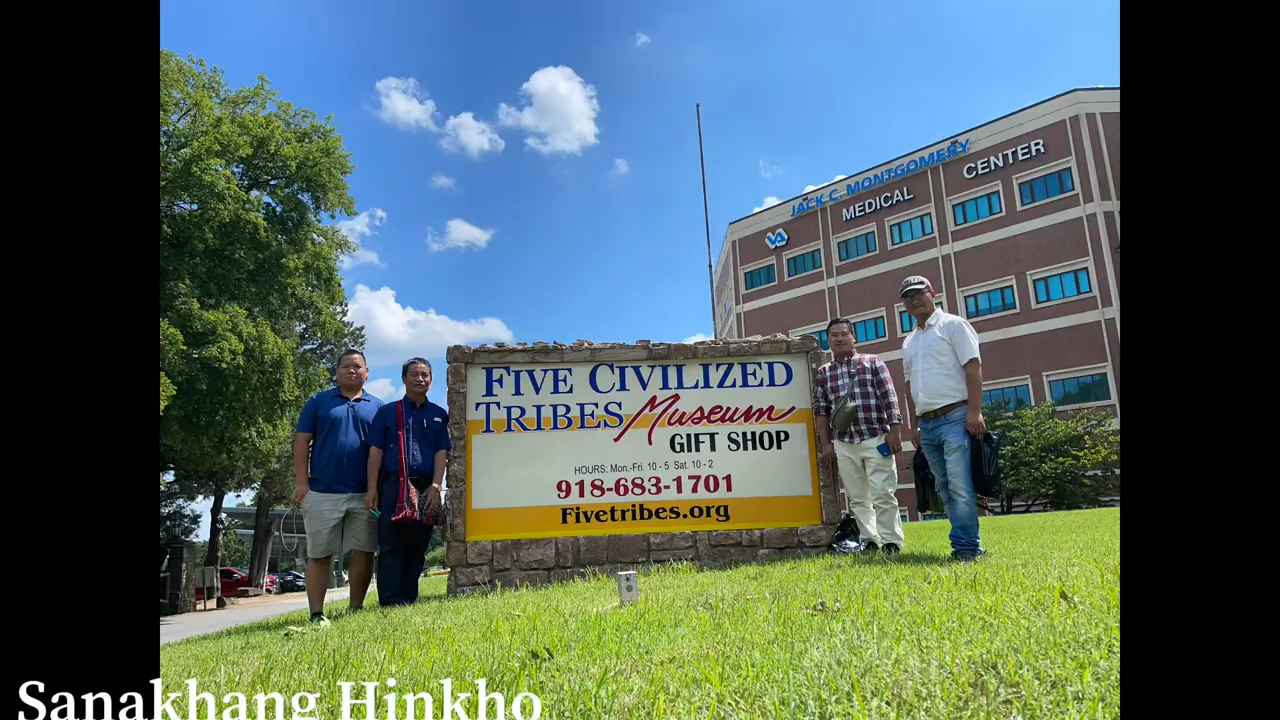 JACK C. MONTGOMERY
VA MEDICAL CENTER
FIVE CIVILIZED
TRIBES Museum
GIFT SHOP
HOURS: Mon.-Fri. 10 - 5 Sat. 10 - 2
918-683-1701
Fivetribes.org
Sanakhang Hinkho